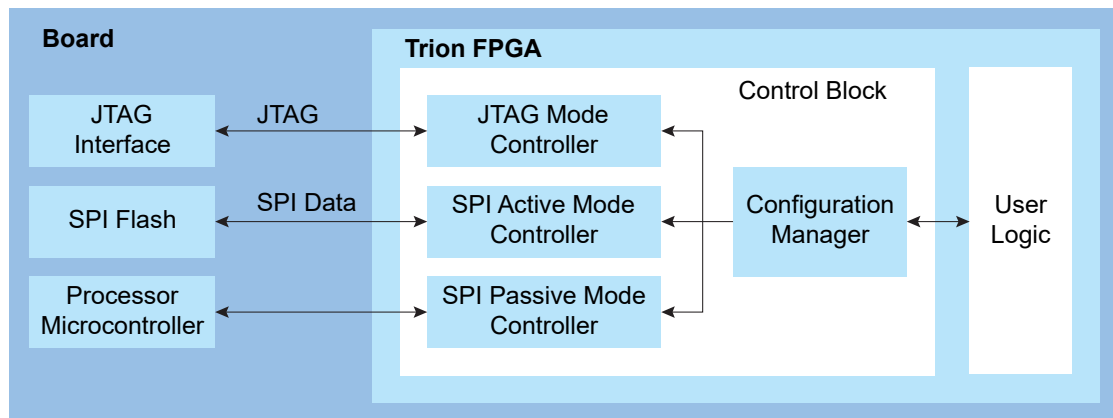 Board
Trion FPGA
Control Block
JTAG
Interface
JTAG
JTAG Mode
Controller
SPI Flash
SPI Data
SPI Active Mode
Controller
Configuration
Manager
User
Logic
Processor
Microcontroller
SPI Passive Mode
Controller